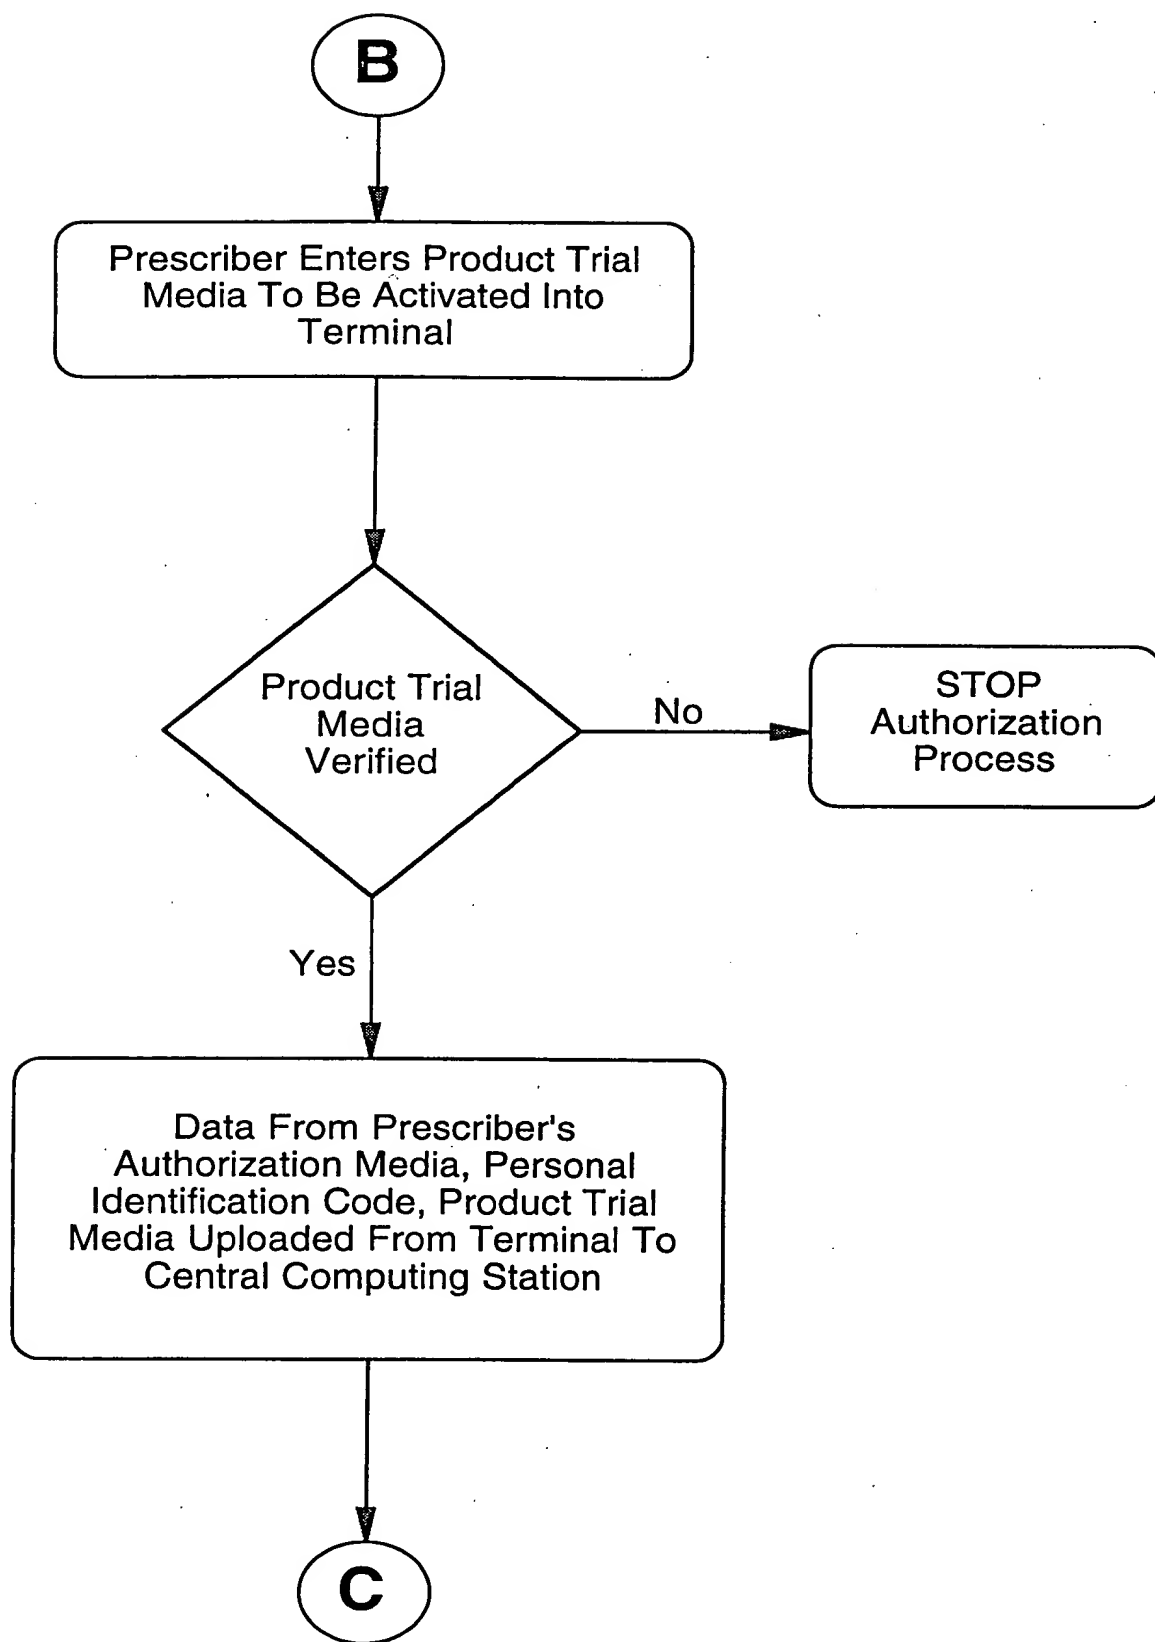 B
Prescriber Enters Product Trial
Media To Be Activated Into
Terminal
Product Trial
Media
Verified
No
STOP
Authorization
Process
Yes
Data From Prescriber's
Authorization Media, Personal
Identification Code, Product Trial
Media Uploaded From Terminal To
Central Computing Station
C